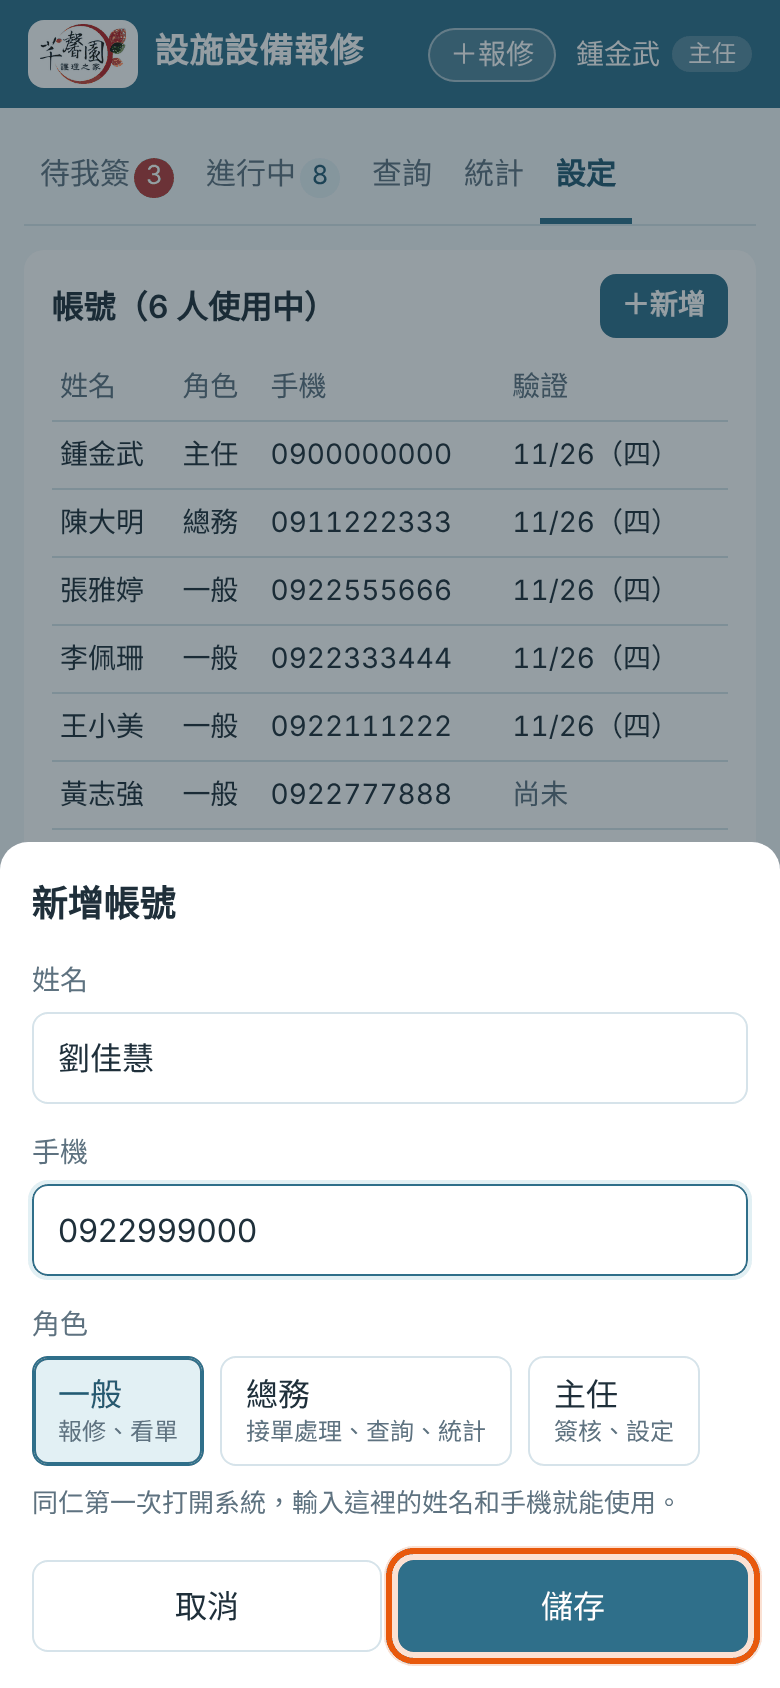 芊馨園
護理之家
設施設備報修
＋報修
鍾金武
主任
待我簽 3
進行中 8
查詢
統計
設定
帳號（6 人使用中）
＋新增
姓名 角色 手機 驗證
鍾金武 主任 0900000000 11/26（四）
陳大明 總務 0911222333 11/26（四）
張雅婷 一般 0922555666 11/26（四）
李佩珊 一般 0922333444 11/26（四）
王小美 一般 0922111222 11/26（四）
黃志強 一般 0922777888 尚未
新增帳號
姓名
劉佳慧
手機
0922999000
角色
一般
報修、看單
總務
接單處理、查詢、統計
主任
簽核、設定
同仁第一次打開系統，輸入這裡的姓名和手機就能使用。
取消
儲存